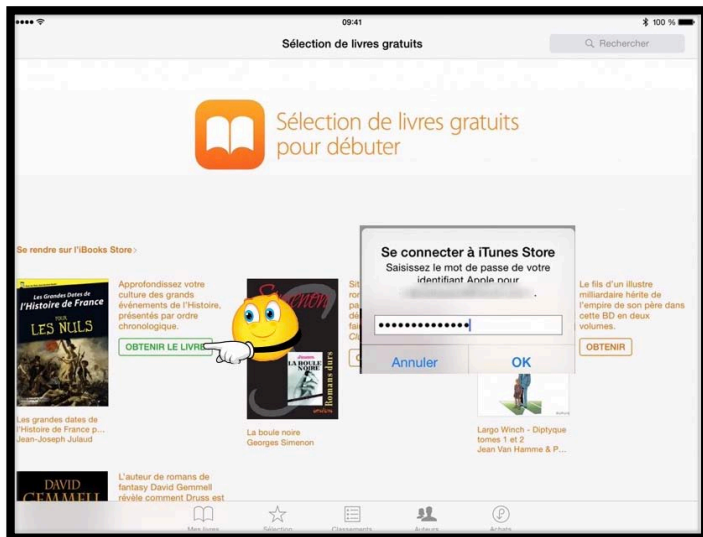 09:41
100 %
Sélection de livres gratuits
Rechercher
Sélection de livres gratuits
pour débuter
Se rendre sur l'iBooks Store >
Les Grandes Dates de
l'Histoire de France
POUR
LES NULS
Approfondissez votre
culture des grands
événements de l'Histoire,
présentés par ordre
chronologique.
OBTENIR LE LIVRE
Les grandes dates de
l'Histoire de France p...
Jean-Joseph Julaud
Simenon
LA BOULE
NOIRE
Romans durs
La boule noire
Georges Simenon
Se connecter à iTunes Store
Saisissez le mot de passe de votre
identifiant Apple pour
Annuler
OK
Le fils d'un illustre
milliardaire hérite de
l'empire de son père dans
cette BD en deux
volumes.
OBTENIR
Largo Winch - Diptyque
tomes 1 et 2
Jean Van Hamme & P...
DAVID
GEMMELL
L'auteur de romans de
fantasy David Gemmell
révèle comment Druss est
Mes livres
Sélection
Classements
Auteurs
Achats